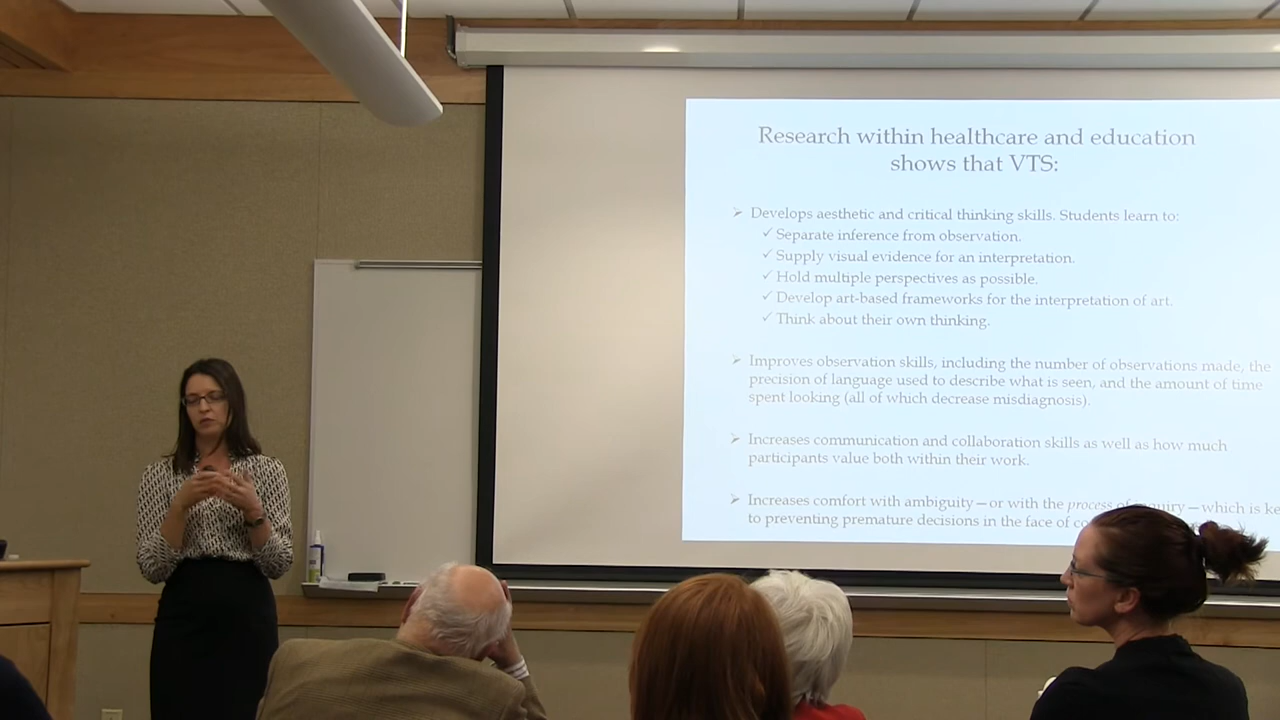 Research within healthcare and education
shows that VTS:
Develops aesthetic and critical thinking skills. Students learn to:
Separate inference from observation.
Supply visual evidence for an interpretation.
Hold multiple perspectives as possible.
Develop art-based frameworks for the interpretation of art.
Think about their own thinking.
Improves observation skills, including the number of observations made, the
precision of language used to describe what is seen, and the amount of time
spent looking (all of which decrease misdiagnosis).
Increases communication and collaboration skills as well as how much
participants value both within their work.
Increases comfort with ambiguity—or with the process of —which is
to preventing premature decisions in the face of